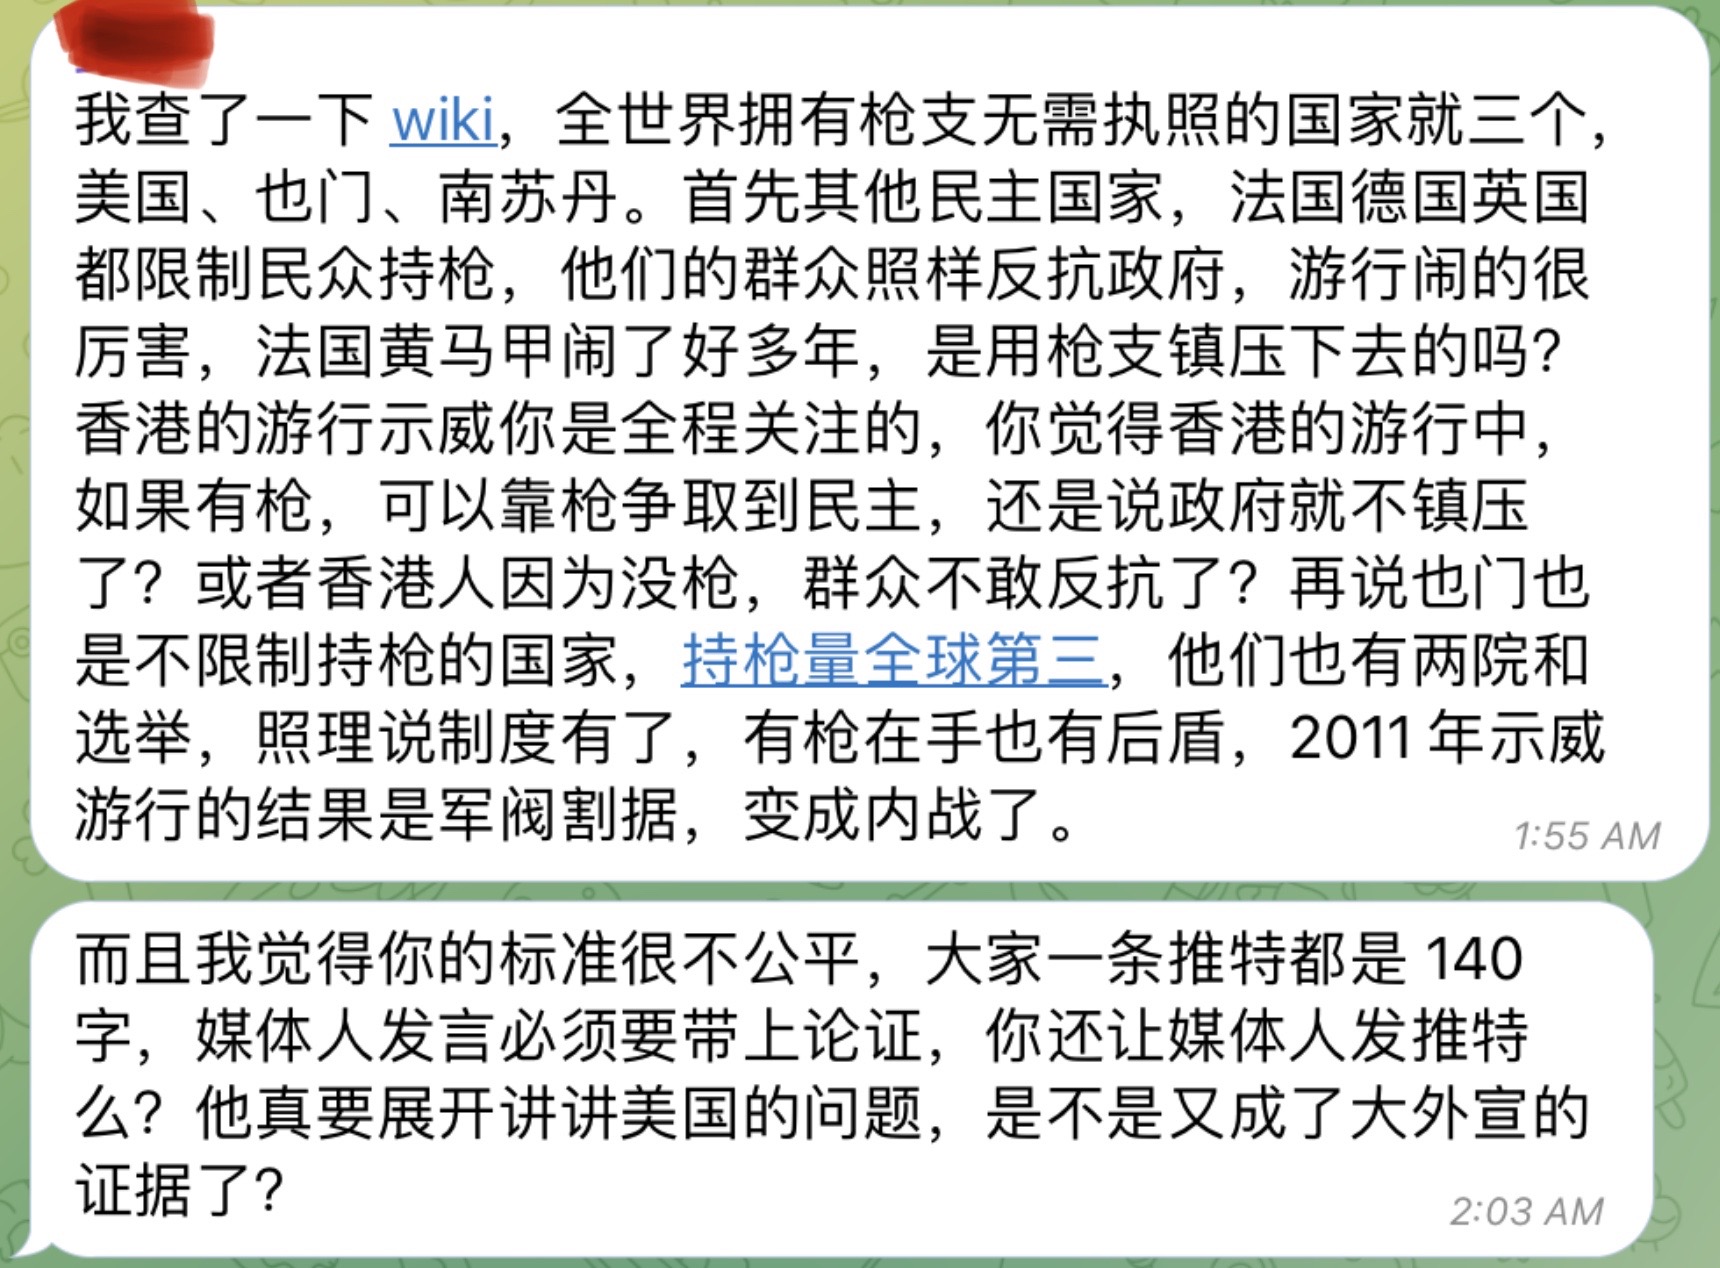 我查了一下 wiki，全世界拥有枪支无需执照的国家就三个，
美国、也门、南苏丹。首先其他民主国家，法国德国英国
都限制民众持枪，他们的群众照样反抗政府，游行闹的很
厉害，法国黄马甲闹了好多年，是用枪支镇压下去的吗？
香港的游行示威你是全程关注的，你觉得香港的游行中，
如果有枪，可以靠枪争取到民主，还是说政府就不镇压
了？或者香港人因为没枪，群众不敢反抗了？再说也门也
是不限制持枪的国家，持枪量全球第三，他们也有两院和
选举，照理说制度有了，有枪在手也有后盾，2011 年示威
游行的结果是军阀割据，变成内战了。
1:55 AM
而且我觉得你的标准很不公平，大家一条推特都是 140
字，媒体人发言必须要带上论证，你还让媒体人发推特
么？他真要展开讲讲美国的问题，是不是又成了大外宣的
证据了？
2:03 AM